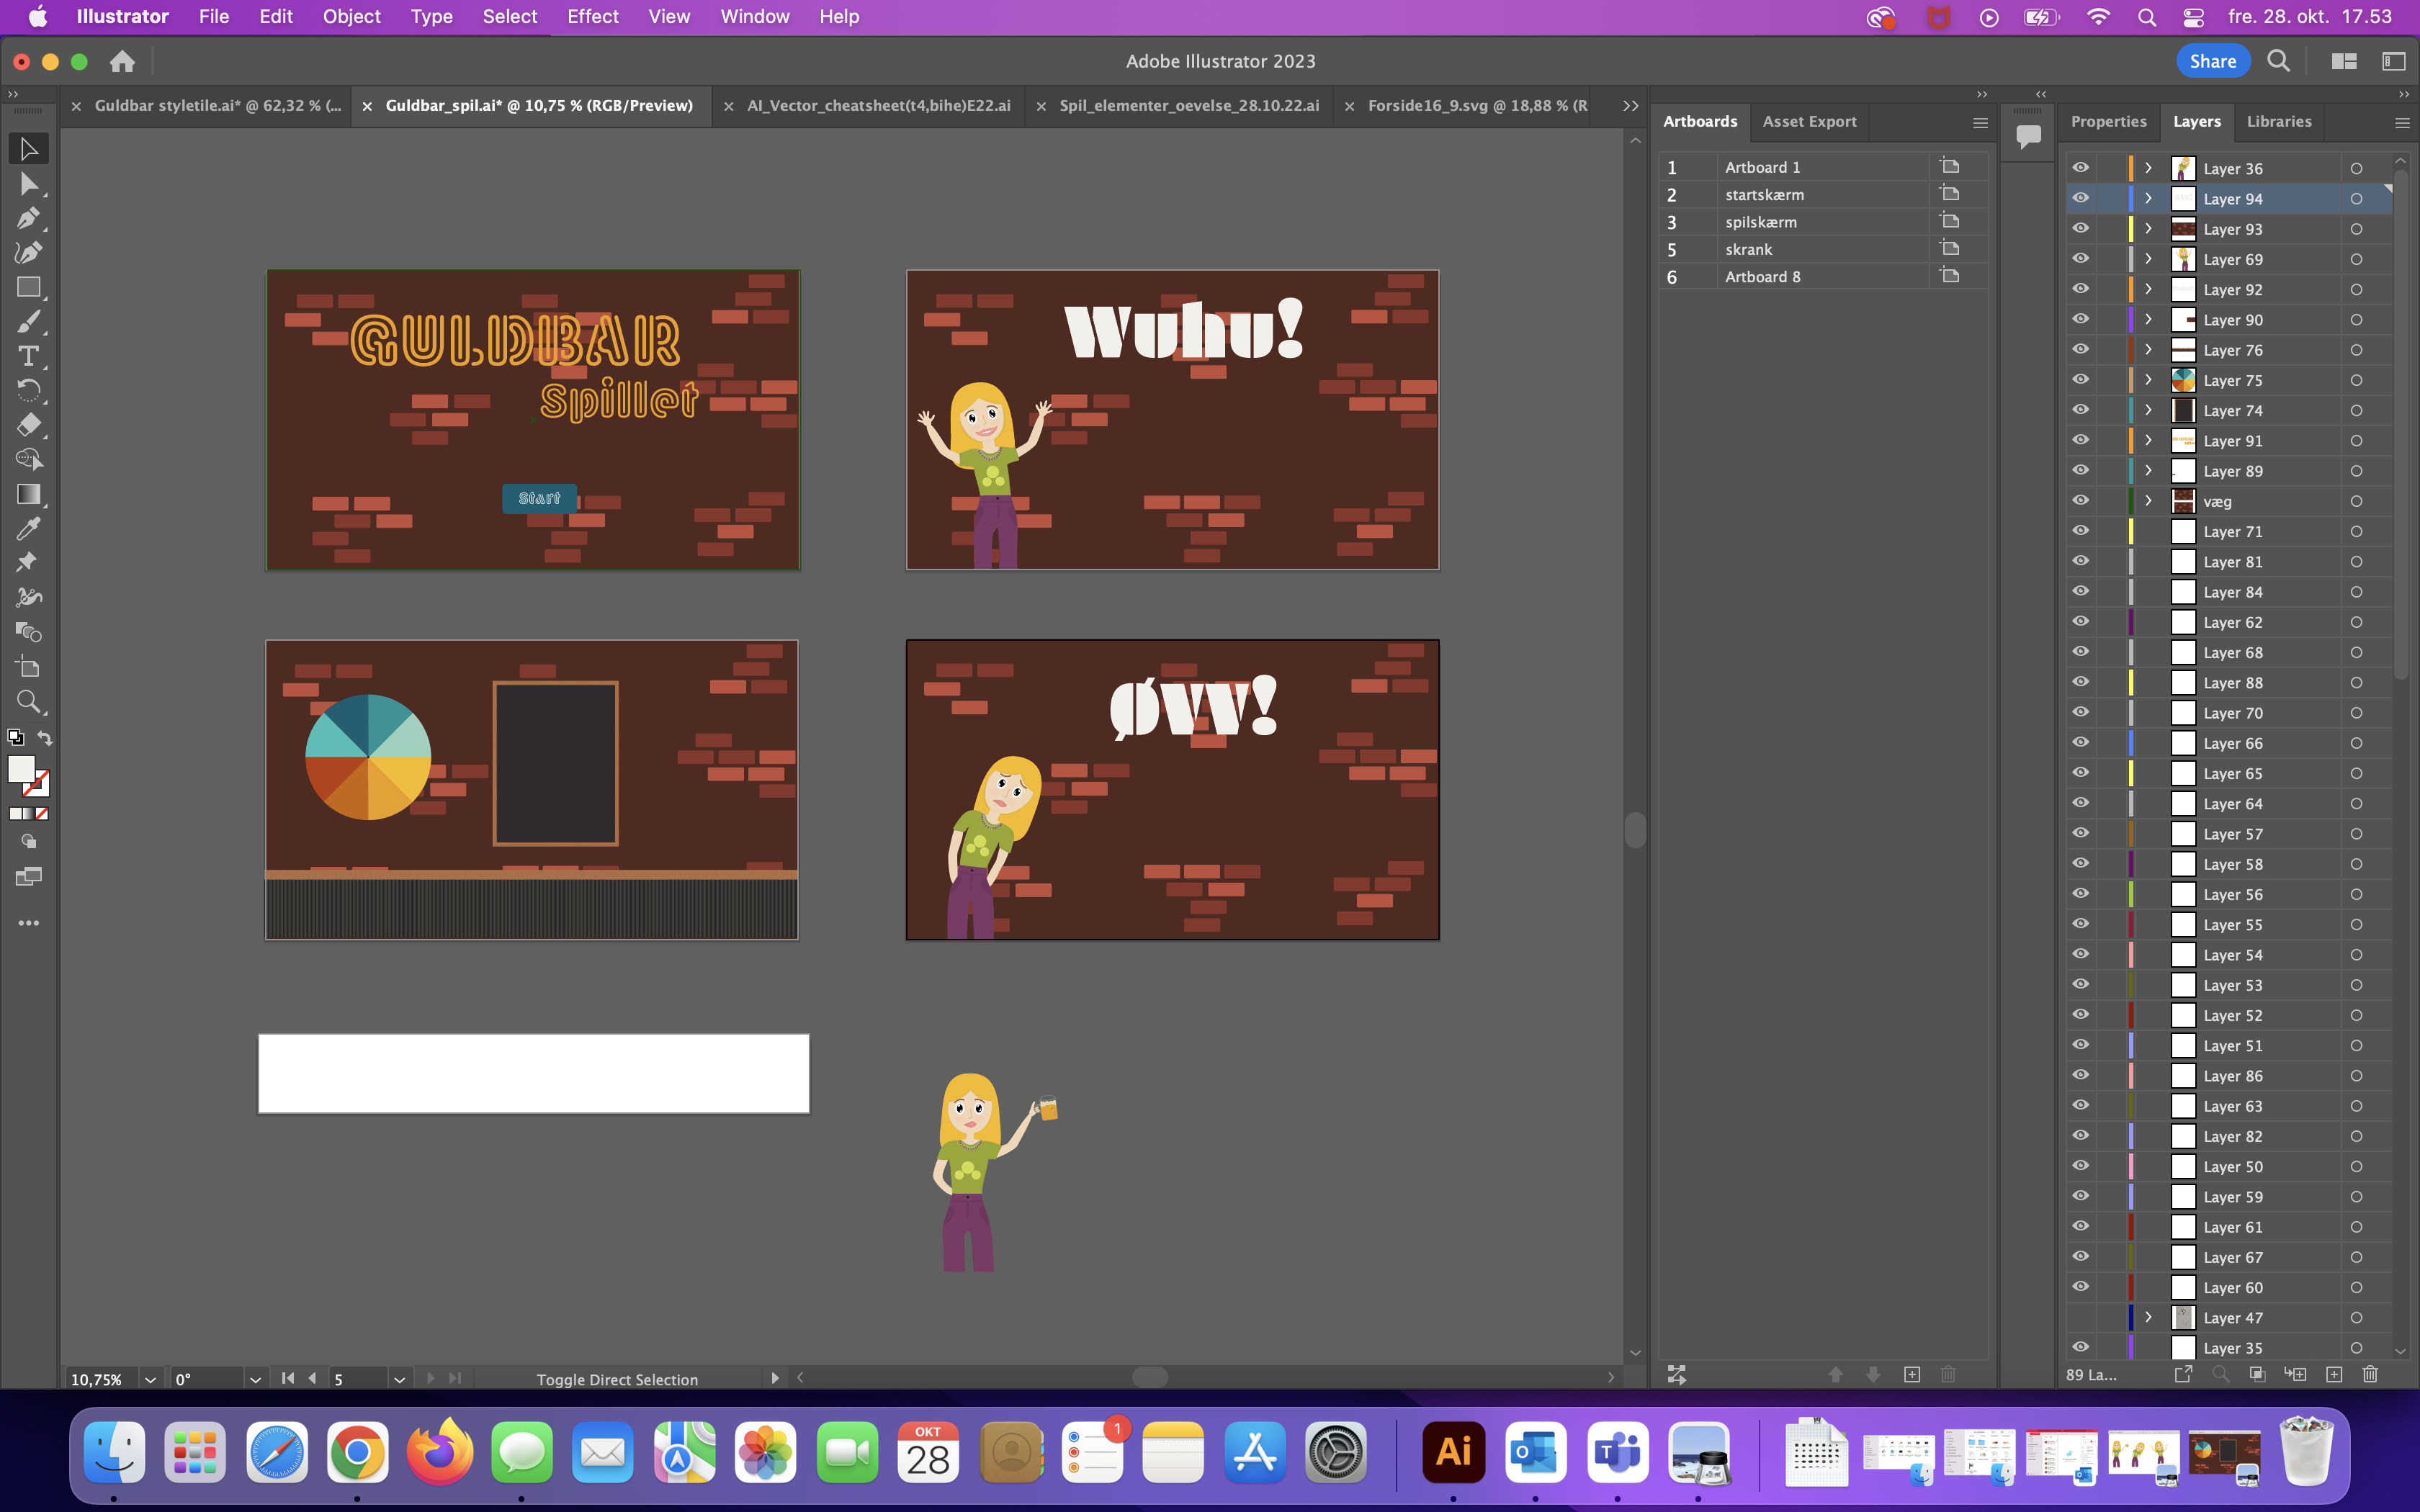 Illustrator File Edit Object Type Select Effect View Window Help fre. 28. okt. 17.53
Adobe Illustrator 2023
Share
Guldbar styletile.ai* @ 62,32 % (...
Guldbar_spil.ai* @ 10,75 % (RGB/Preview)
AI_Vector_cheatsheet(t4,bihe)E22.ai
Spil_elementer_oevelse_28.10.22.ai
Forside16_9.svg @ 18,88 % (R
GULDBAR
Spillet
Start
Wuhu!
ØVV!
Artboards Asset Export
1 Artboard 1
2 startskærm
3 spilskærm
5 skrank
6 Artboard 8
Properties Layers Libraries
Layer 36
Layer 94
Layer 93
Layer 69
Layer 92
Layer 90
Layer 76
Layer 75
Layer 74
Layer 91
Layer 89
væg
Layer 71
Layer 81
Layer 84
Layer 62
Layer 68
Layer 88
Layer 70
Layer 66
Layer 65
Layer 64
Layer 57
Layer 58
Layer 56
Layer 55
Layer 54
Layer 53
Layer 52
Layer 51
Layer 86
Layer 63
Layer 82
Layer 50
Layer 59
Layer 61
Layer 67
Layer 60
Layer 47
Layer 35
89 La...
10,75% 0° 5 Toggle Direct Selection
OKT
28
1
Ai